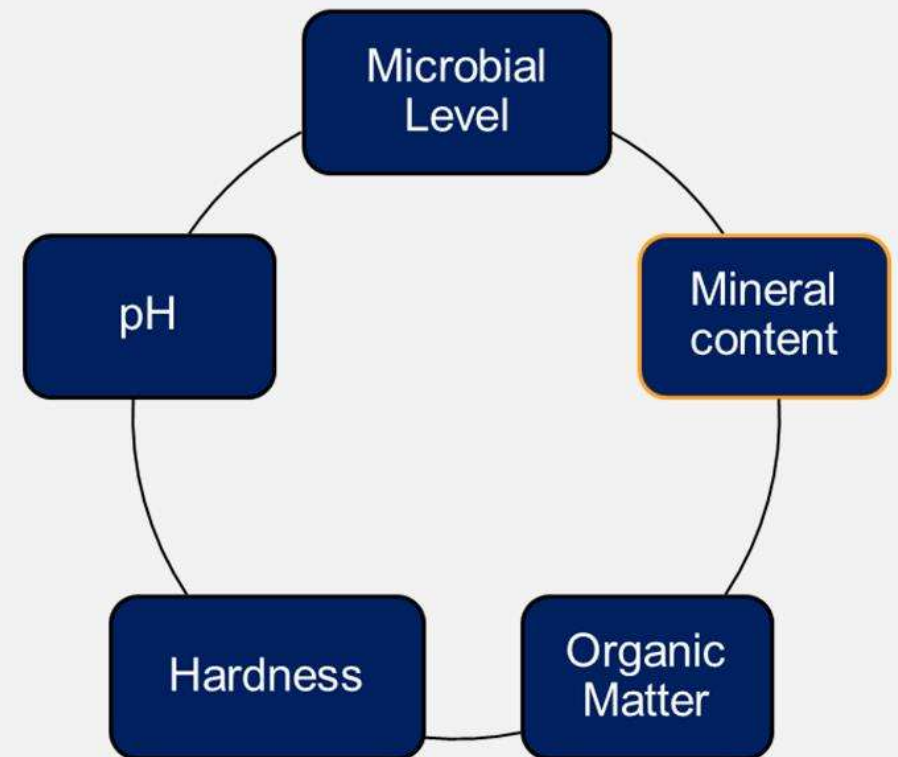 Microbial
Level
Mineral
content
Organic
Matter
Hardness
pH